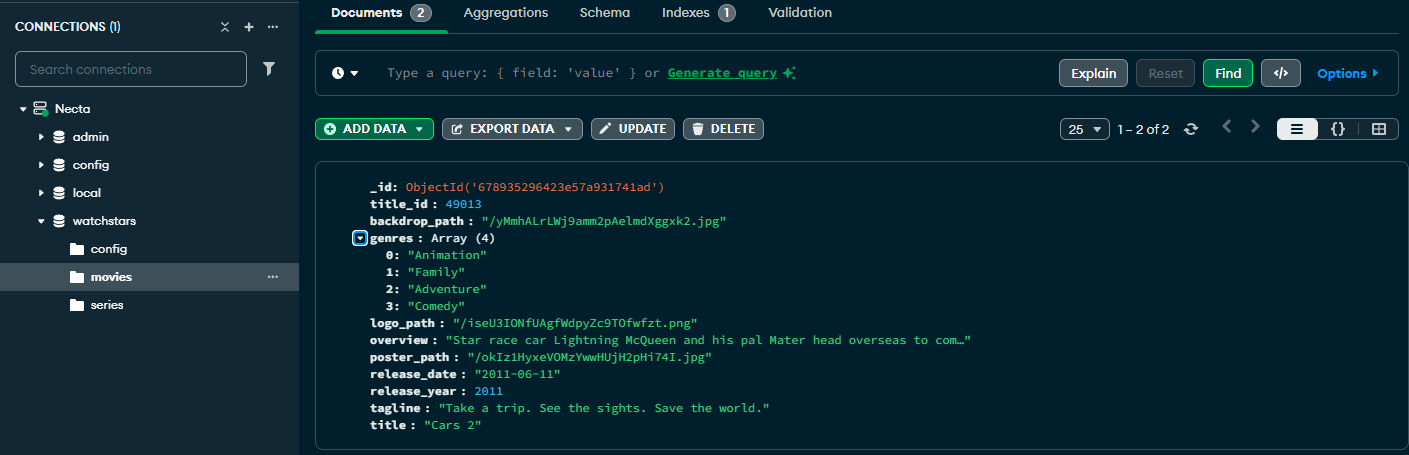 CONNECTIONS (1)
Search connections
Necta
admin
config
local
watchstars
config
movies
series
Documents 2 Aggregations Schema Indexes 1 Validation
Type a query: { field: 'value' } or Generate query
Explain Reset Find </> Options
ADD DATA EXPORT DATA UPDATE DELETE
25 1 – 2 of 2 {}
_id: ObjectId('678935296423e57a931741ad')
title_id : 49013
backdrop_path : "/yMmhALrLWj9amm2pAelmdXggxk2.jpg"
genres : Array (4)
0: "Animation"
1: "Family"
2: "Adventure"
3: "Comedy"
logo_path : "/iseU3IONfUAgfWdpyZc9TOfwfzt.png"
overview : "Star race car Lightning McQueen and his pal Mater head overseas to com…"
poster_path : "/okIz1HyxeVOMzYwwHUjH2pHi74I.jpg"
release_date : "2011-06-11"
release_year : 2011
tagline : "Take a trip. See the sights. Save the world."
title : "Cars 2"